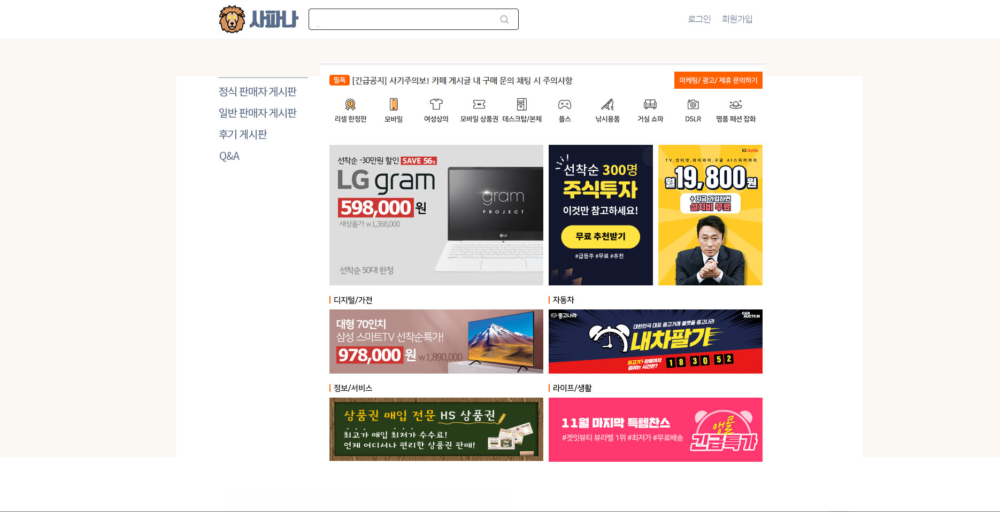 사파나
로그인 회원가입
정식 판매자 게시판
일반 판매자 게시판
후기 게시판
Q&A
필독 [긴급공지] 사기주의보! 카페 게시글 내 구매 문의 채팅 시 주의사항
마케팅/ 광고/ 제휴 문의하기
리셀 한정판 모바일 여성상의 모바일 상품권 데스크탑/본체 플스 낚시용품 거실 쇼파 DSLR 명품 패션 잡화
선착순 -30만원 할인 SAVE 56%
LG gram
598,000 원
새상품가 ₩1,368,000
선착순 50대 한정
gram
PROJECT
LG
선착순 300명
주식투자
이것만 참고하세요!
무료 추천받기
#급등주 #무료 #추천
kt skylife
TV, 인터넷, 와이파이, 구글 AI스피커까지
월19,800원
+ 지금 가입하면
설치비 무료
디지털/가전
대형 70인치
삼성 스마트TV 선착순특가!
978,000 원 ₩1,890,000
자동차
중고나라
CAR AUCTION
대한민국 대표 중고거래 플랫폼 중고나라
내차팔기
최고가 판매까지
걸리는 시간은?
18:30:52
정보/서비스
상품권 매입 전문 HS 상품권
최고가 매입 최저가 수수료!
언제 어디서나 편리한 상품권 판매!
라이프/생활
11월 마지막 득템찬스
#겟잇뷰티 뷰라벨 1위 #최저가 #무료배송
앵콜
긴급특가